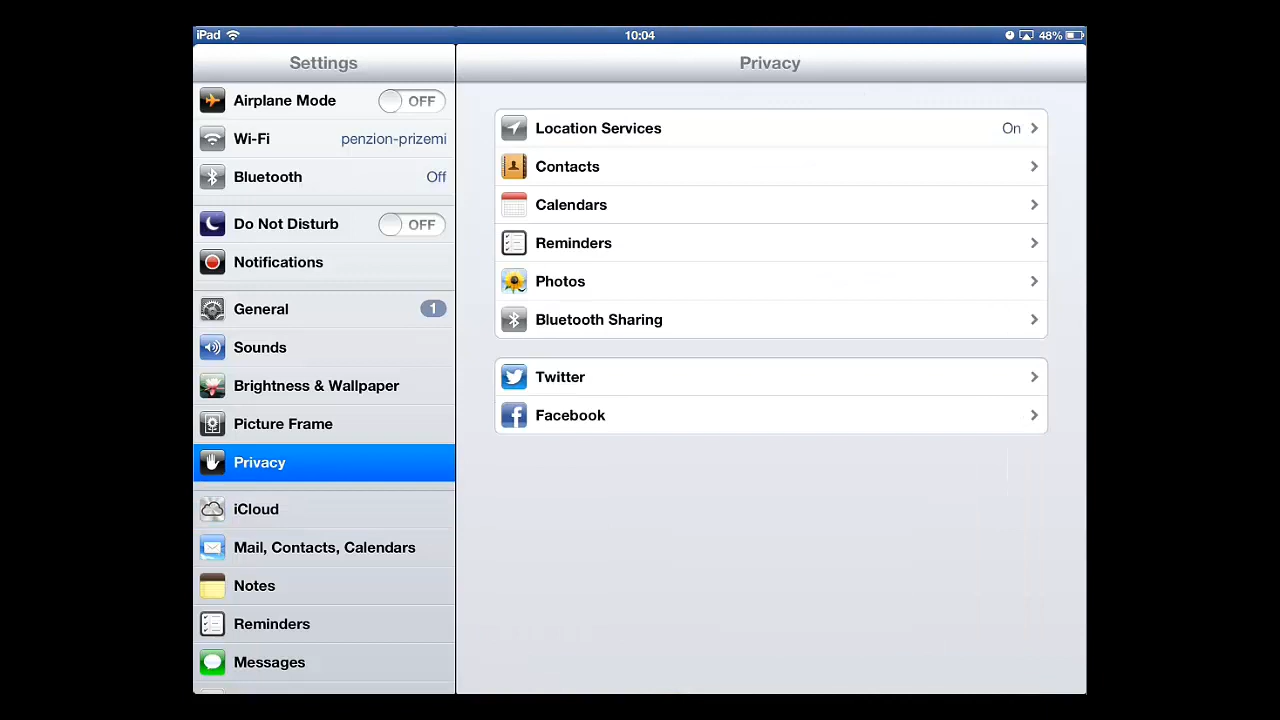 iPad 10:04 48%
Settings
Airplane Mode OFF
Wi-Fi penzion-prizemi
Bluetooth Off
Do Not Disturb OFF
Notifications
General 1
Sounds
Brightness & Wallpaper
Picture Frame
Privacy
iCloud
Mail, Contacts, Calendars
Notes
Reminders
Messages
Privacy
Location Services On
Contacts
Calendars
Reminders
Photos
Bluetooth Sharing
Twitter
Facebook